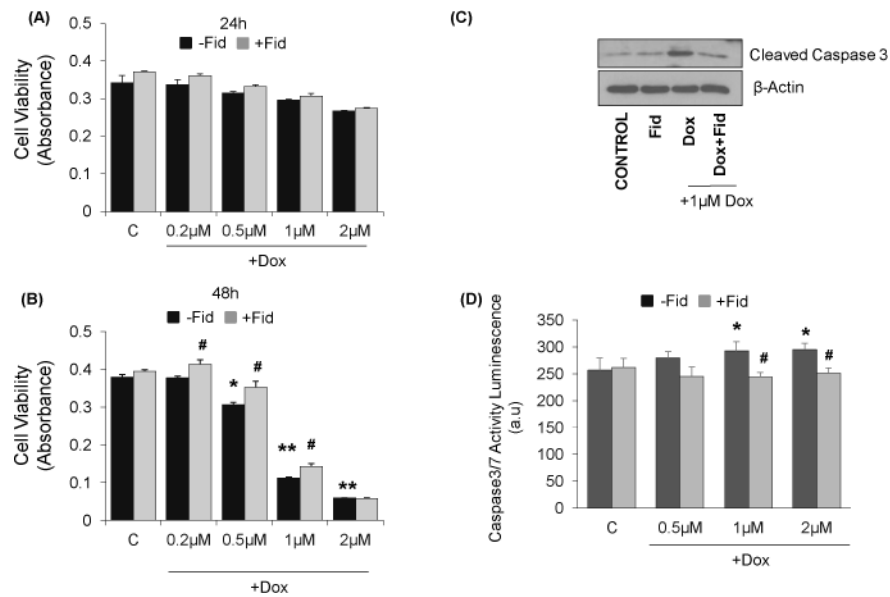 (A)
24h
-Fid +Fid
Cell Viability
(Absorbance)
0.5
0.4
0.3
0.2
0.1
0
C 0.2µM 0.5µM 1µM 2µM
+Dox
(B)
48h
-Fid +Fid
Cell Viability
(Absorbance)
0.5
0.4
0.3
0.2
0.1
0
# * # ** # **
C 0.2µM 0.5µM 1µM 2µM
+Dox
(C)
Cleaved Caspase 3
β-Actin
CONTROL Fid Dox Dox+Fid
+1µM Dox
(D)
-Fid +Fid
Caspase3/7 Activity Luminescence
(a.u)
350
300
250
200
150
100
50
0
* # * #
C 0.5µM 1µM 2µM
+Dox